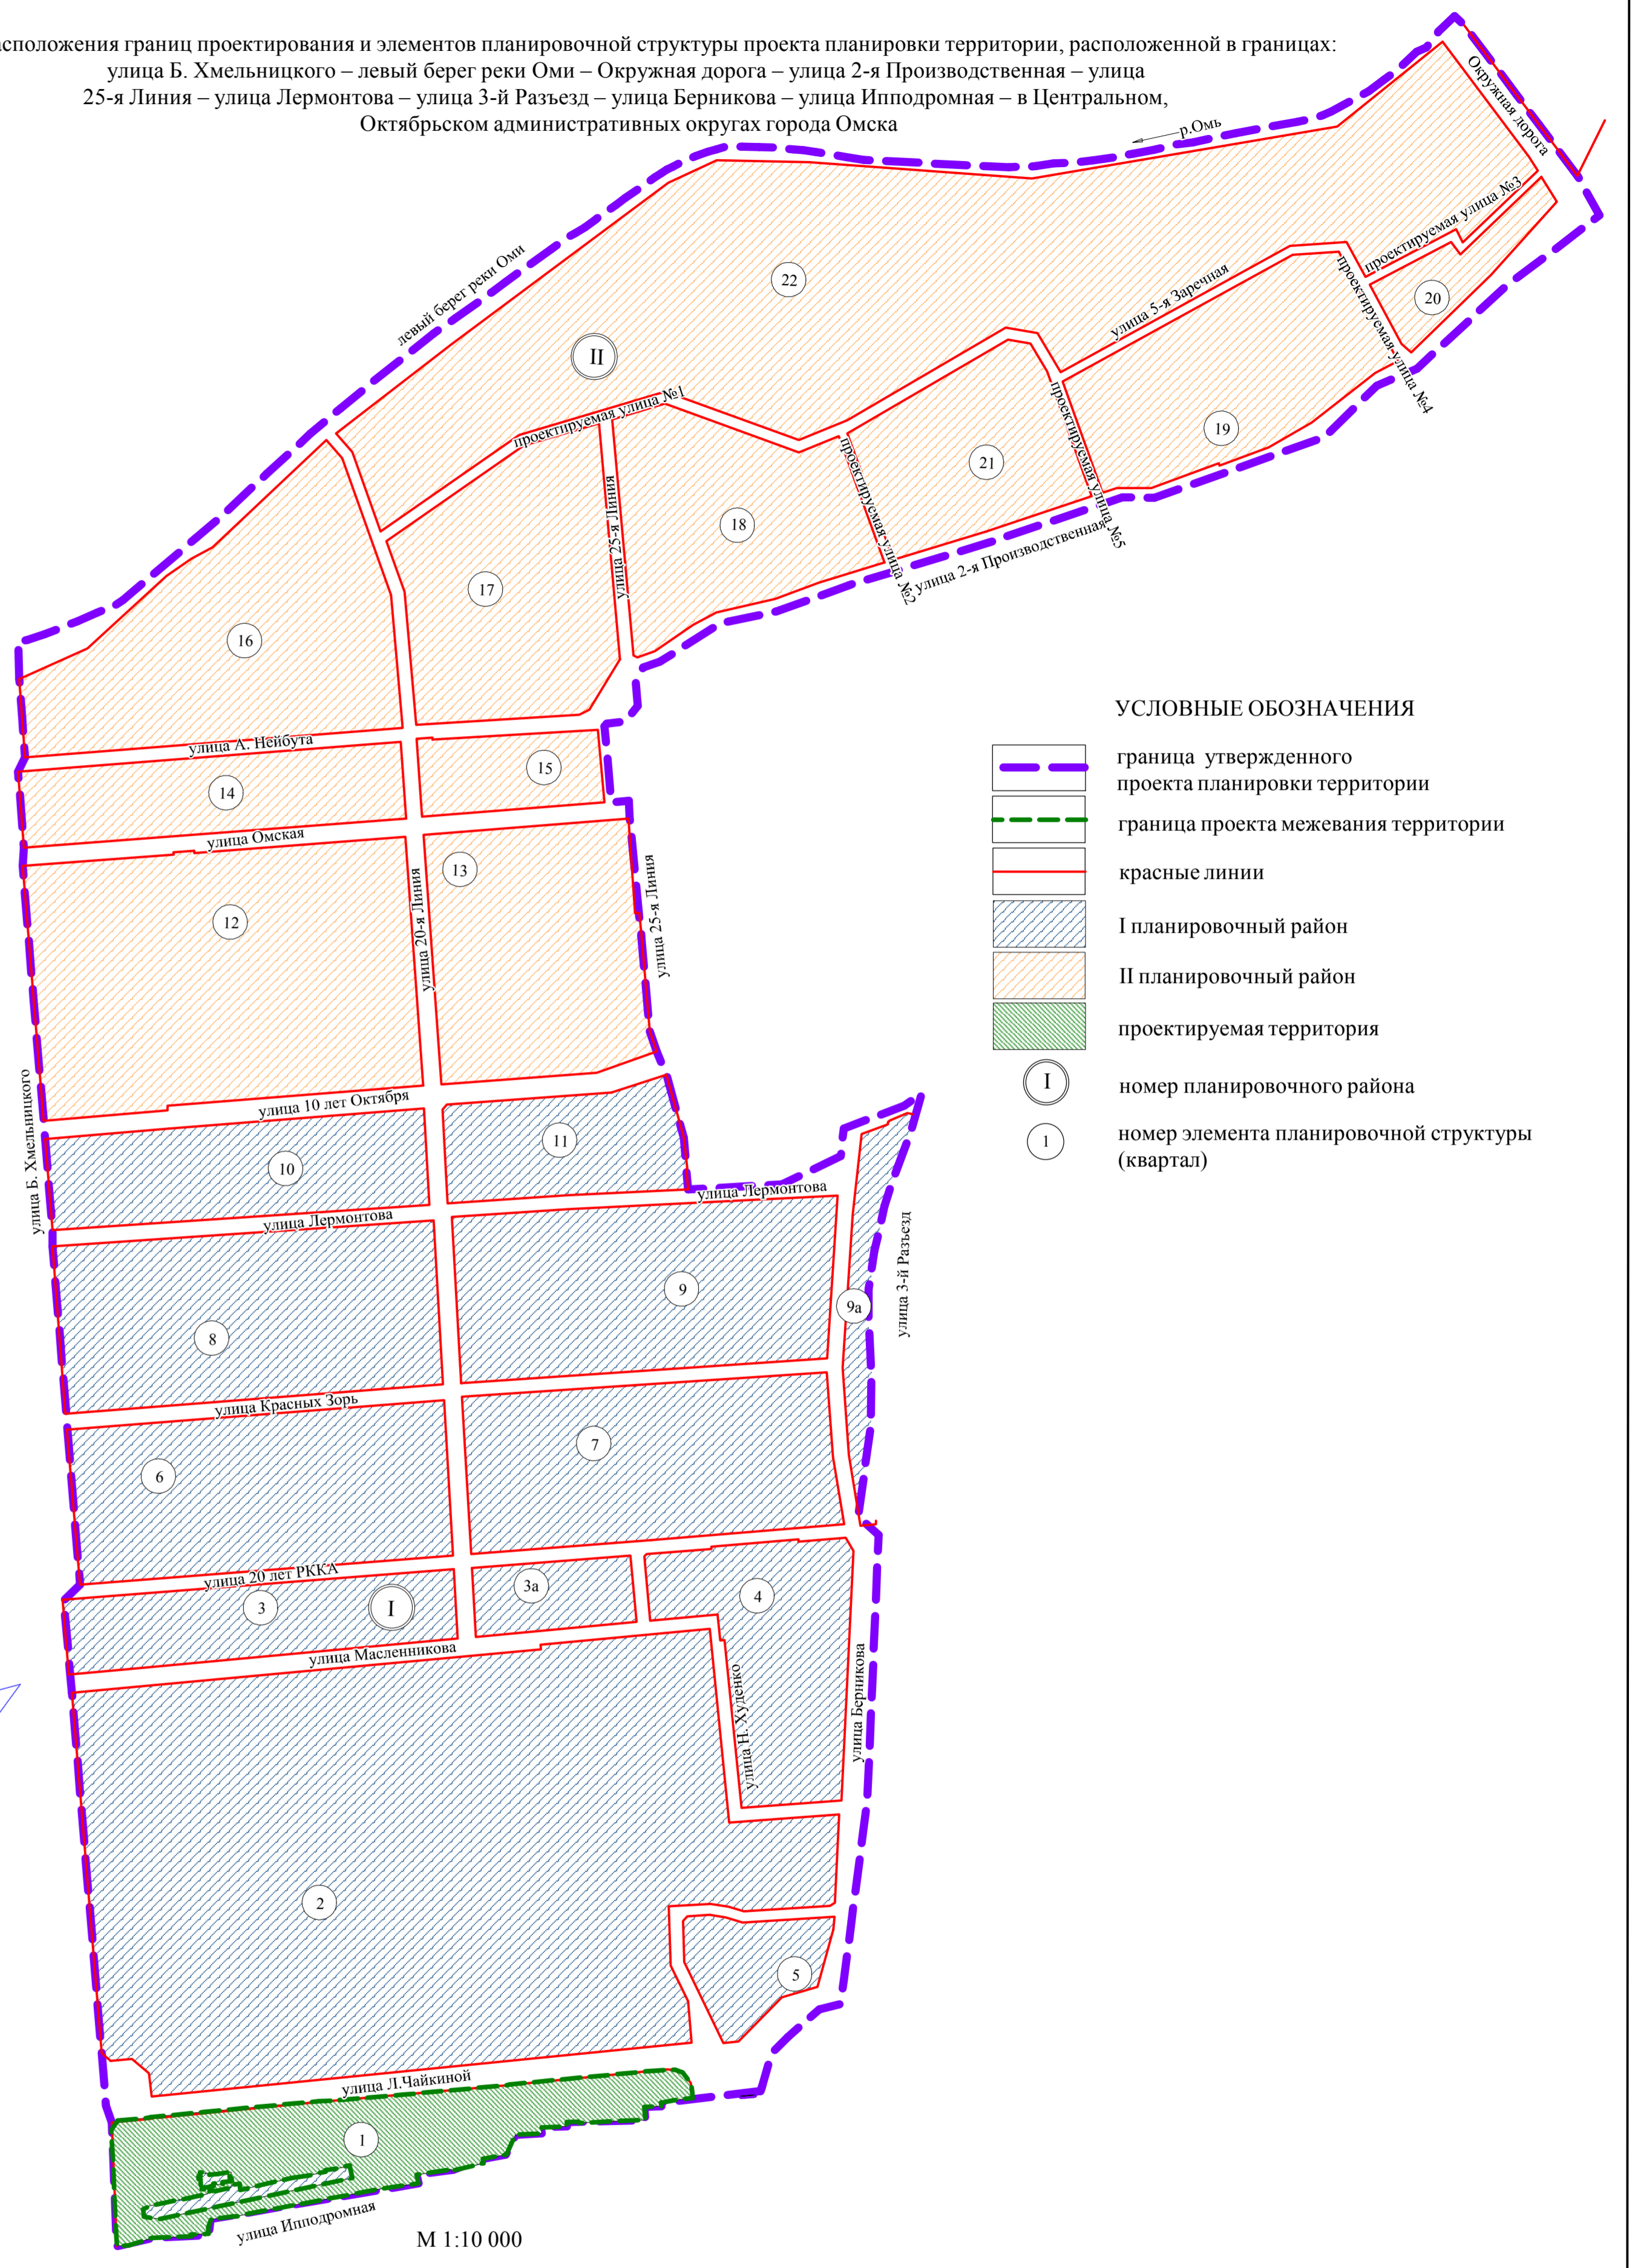 асположения границ проектирования и элементов планировочной структуры проекта планировки территории, расположенной в границах:
улица Б. Хмельницкого – левый берег реки Оми – Окружная дорога – улица 2-я Производственная – улица
25-я Линия – улица Лермонтова – улица 3-й Разъезд – улица Берникова – улица Ипподромная – в Центральном,
Октябрьском административных округах города Омска
Окружная дорога
р.Омь
проектируемая улица №3
левый берег реки Оми
22
улица 5-я Заречная
проектируемая улица №4
20
II
проектируемая улица №1
проектируемая улица №5
19
проектируемая улица №2
21
улица 25-я Линия
18
улица 2-я Производственная
17
16
УСЛОВНЫЕ ОБОЗНАЧЕНИЯ
граница утвержденного
проекта планировки территории
граница проекта межевания территории
красные линии
I планировочный район
II планировочный район
проектируемая территория
I
номер планировочного района
1
номер элемента планировочной структуры
(квартал)
улица А. Нейбута
15
14
улица Омская
13
12
улица 20-я Линия
улица 25-я Линия
улица Б. Хмельницкого
улица 10 лет Октября
11
10
улица Лермонтова
улица Лермонтова
улица 3-й Разъезд
9
9а
8
улица Красных Зорь
7
6
улица 20 лет РККА
3
I
3а
4
улица Масленникова
улица Н. Худенко
улица Берникова
2
5
улица Л.Чайкиной
1
улица Ипподромная
М 1:10 000